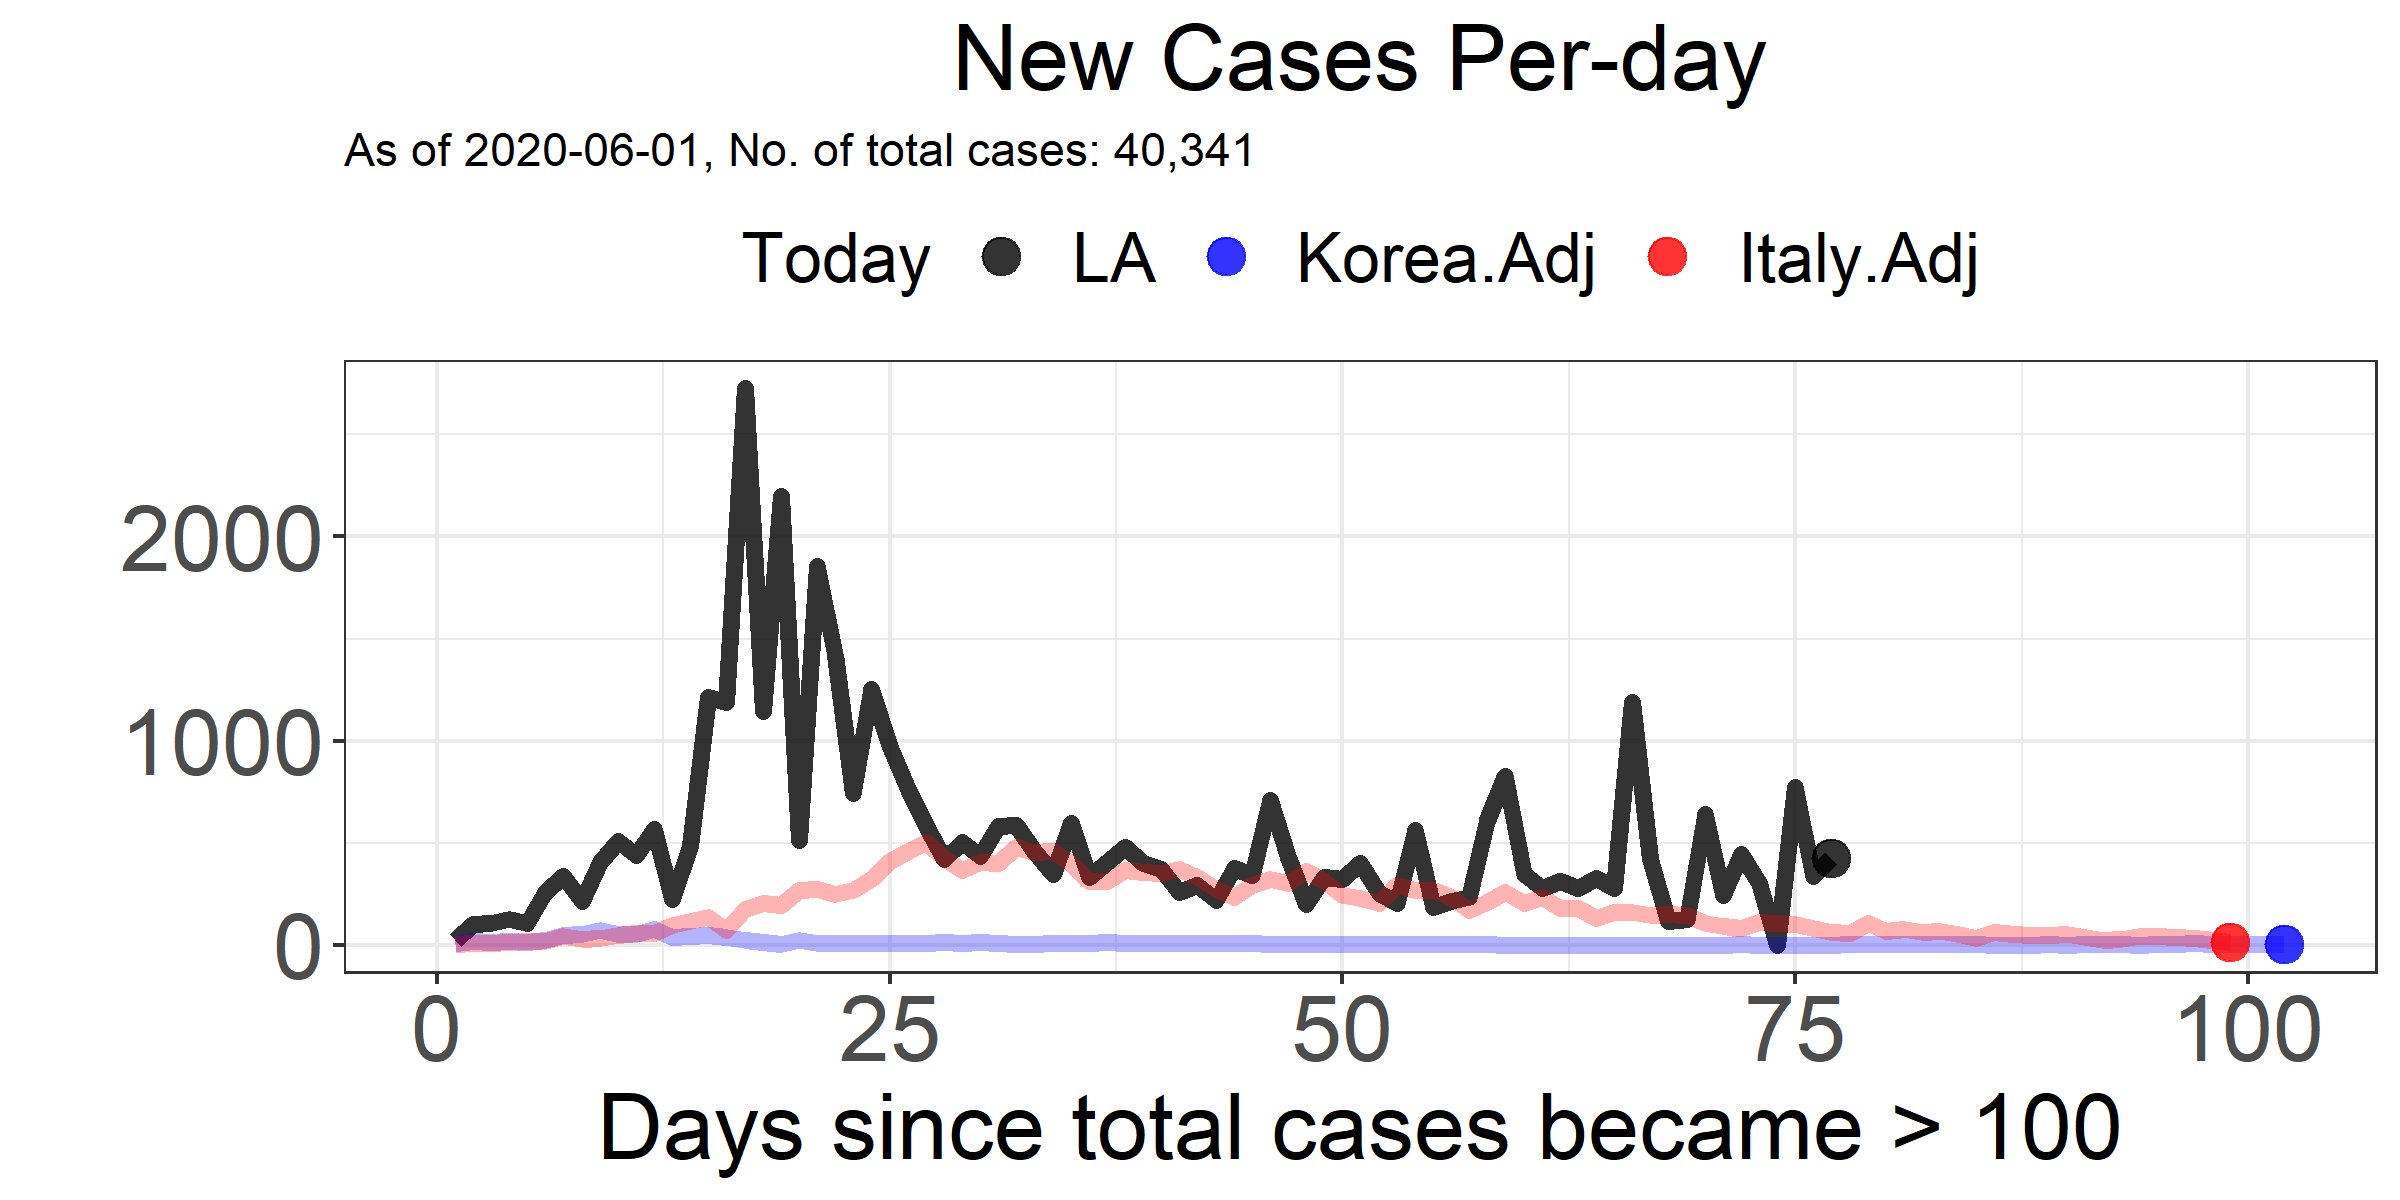 New Cases Per-day
As of 2020-06-01, No. of total cases: 40,341
Today LA Korea.Adj Italy.Adj
2000
1000
0
0 25 50 75 100
Days since total cases became > 100